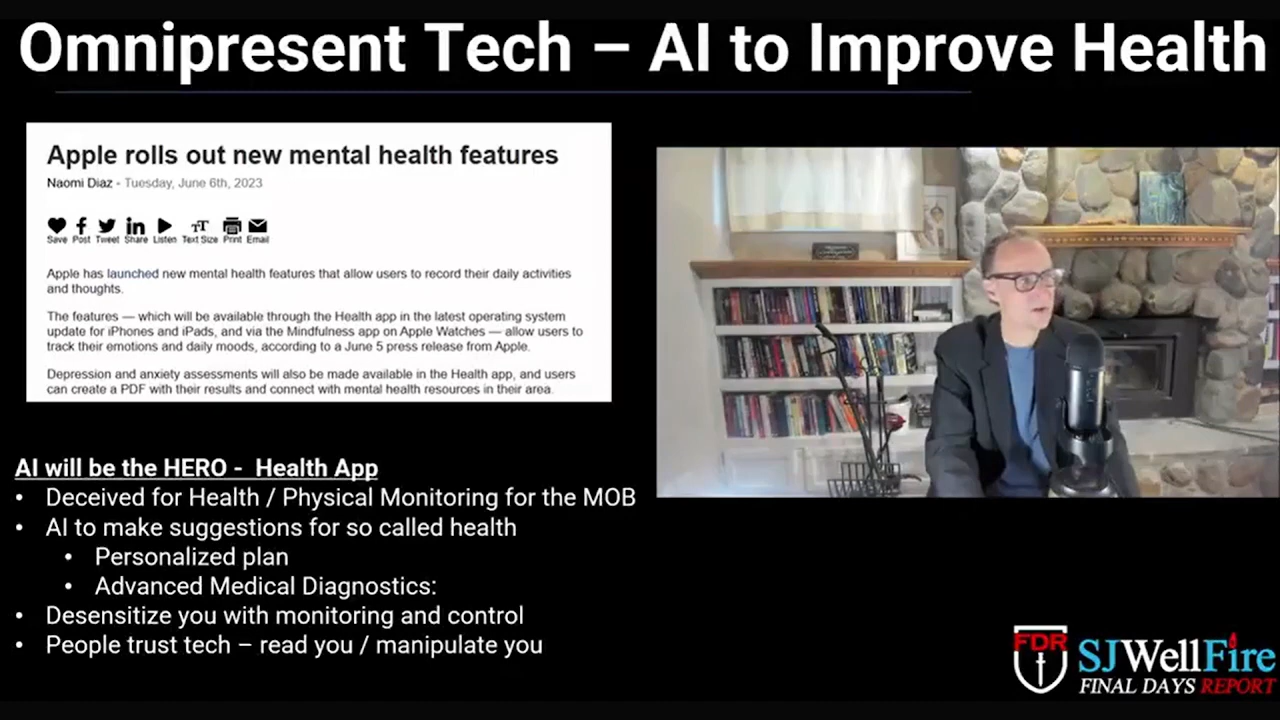 Omnipresent Tech – AI to Improve Health
Apple rolls out new mental health features
Naomi Diaz - Tuesday, June 6th, 2023
Save Post Tweet Share Listen Text Size Print Email
Apple has launched new mental health features that allow users to record their daily activities
and thoughts.
The features — which will be available through the Health app in the latest operating system
update for iPhones and iPads, and via the Mindfulness app on Apple Watches — allow users to
track their emotions and daily moods, according to a June 5 press release from Apple.
Depression and anxiety assessments will also be made available in the Health app, and users
can create a PDF with their results and connect with mental health resources in their area.
AI will be the HERO - Health App
• Deceived for Health / Physical Monitoring for the MOB
• AI to make suggestions for so called health
• Personalized plan
• Advanced Medical Diagnostics:
• Desensitize you with monitoring and control
• People trust tech – read you / manipulate you
FDR
SJWellFire
FINAL DAYS REPORT